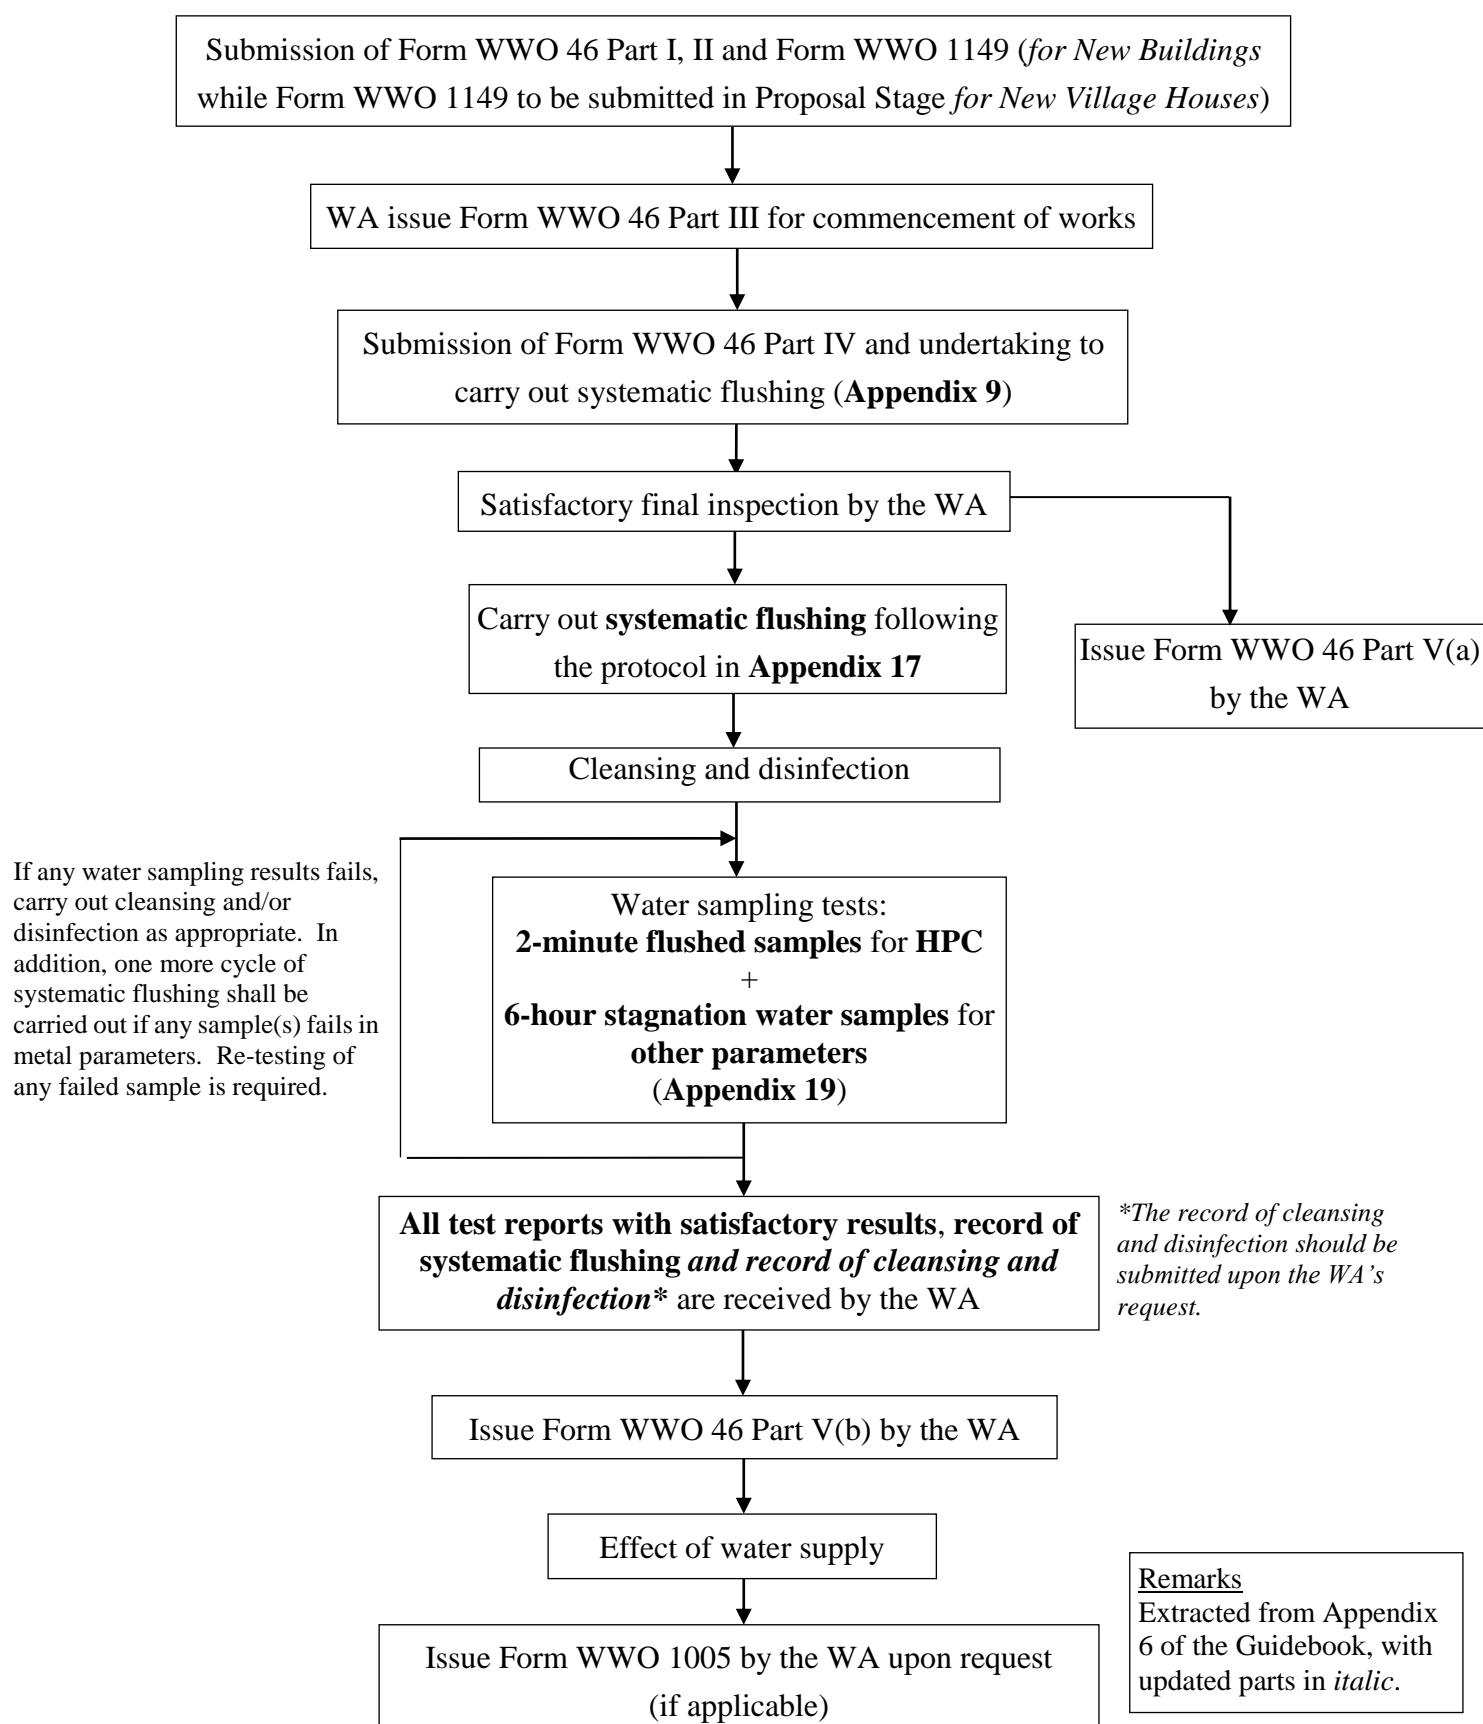 Submission of Form WWO 46 Part I, II and Form WWO 1149 (for New Buildings
while Form WWO 1149 to be submitted in Proposal Stage for New Village Houses)
WA issue Form WWO 46 Part III for commencement of works
Submission of Form WWO 46 Part IV and undertaking to
carry out systematic flushing (Appendix 9)
Satisfactory final inspection by the WA
Carry out systematic flushing following
the protocol in Appendix 17
Issue Form WWO 46 Part V(a)
by the WA
Cleansing and disinfection
If any water sampling results fails,
carry out cleansing and/or
disinfection as appropriate. In
addition, one more cycle of
systematic flushing shall be
carried out if any sample(s) fails in
metal parameters. Re-testing of
any failed sample is required.
Water sampling tests:
2-minute flushed samples for HPC
+
6-hour stagnation water samples for
other parameters
(Appendix 19)
All test reports with satisfactory results, record of
systematic flushing and record of cleansing and
disinfection* are received by the WA
*The record of cleansing
and disinfection should be
submitted upon the WA's
request.
Issue Form WWO 46 Part V(b) by the WA
Effect of water supply
Issue Form WWO 1005 by the WA upon request
(if applicable)
Remarks
Extracted from Appendix
6 of the Guidebook, with
updated parts in italic.